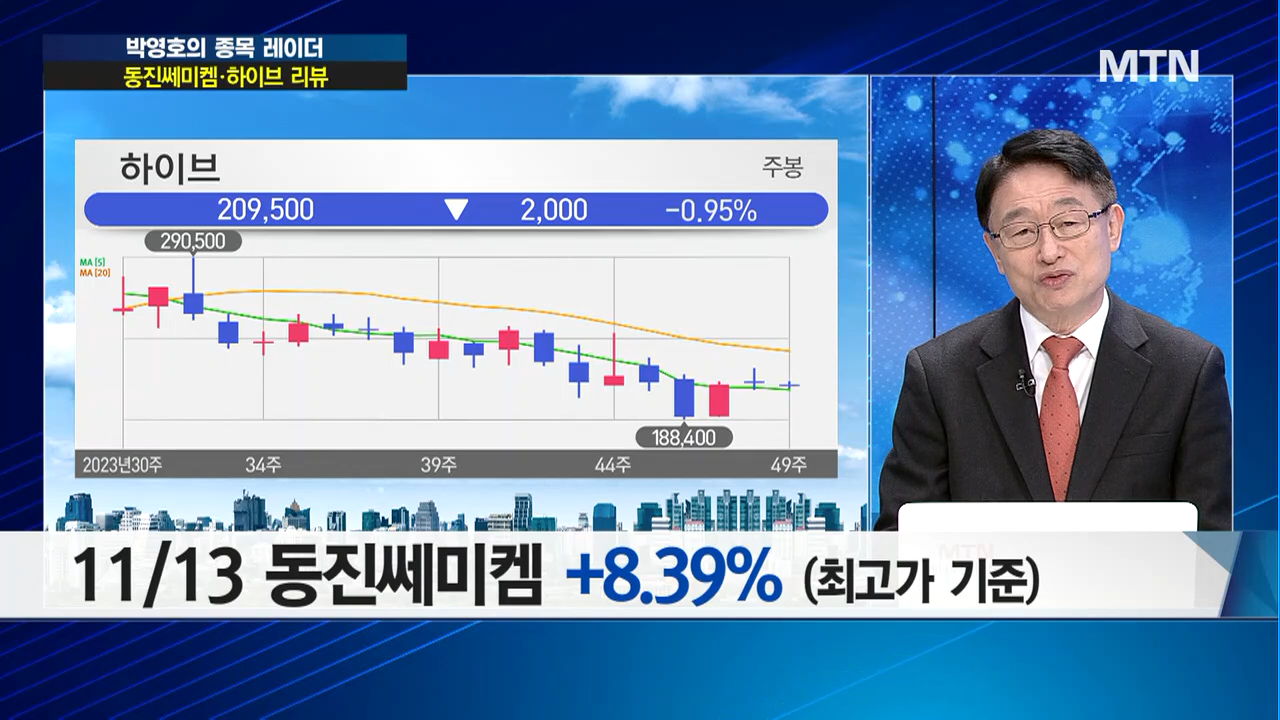 박영호의 종목 레이더
동진쎄미켐·하이브 리뷰
MTN
하이브
주봉
209,500 ▼ 2,000 -0.95%
290,500
MA [5]
MA [20]
188,400
2023년30주 34주 39주 44주 49주
11/13 동진쎄미켐 +8.39% (최고가 기준)